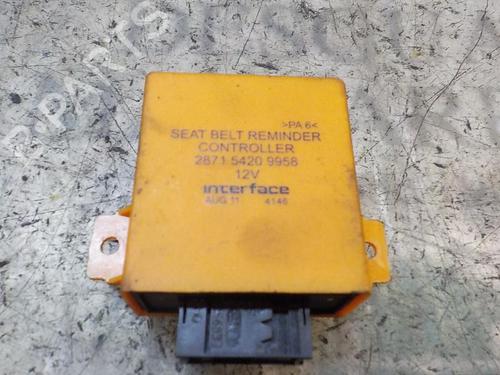 >PA 6<
SEAT BELT REMINDER
CONTROLLER
2871 5420 9958
12V
interface
AUG 11 4146